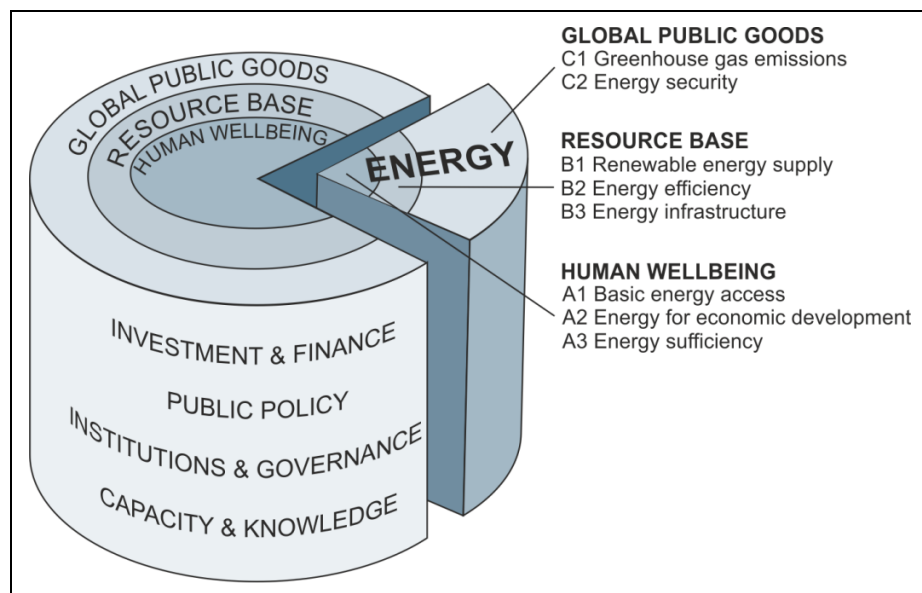 GLOBAL PUBLIC GOODS
RESOURCE BASE
HUMAN WELLBEING
ENERGY
INVESTMENT & FINANCE
PUBLIC POLICY
INSTITUTIONS & GOVERNANCE
CAPACITY & KNOWLEDGE
GLOBAL PUBLIC GOODS
C1 Greenhouse gas emissions
C2 Energy security
RESOURCE BASE
B1 Renewable energy supply
B2 Energy efficiency
B3 Energy infrastructure
HUMAN WELLBEING
A1 Basic energy access
A2 Energy for economic development
A3 Energy sufficiency